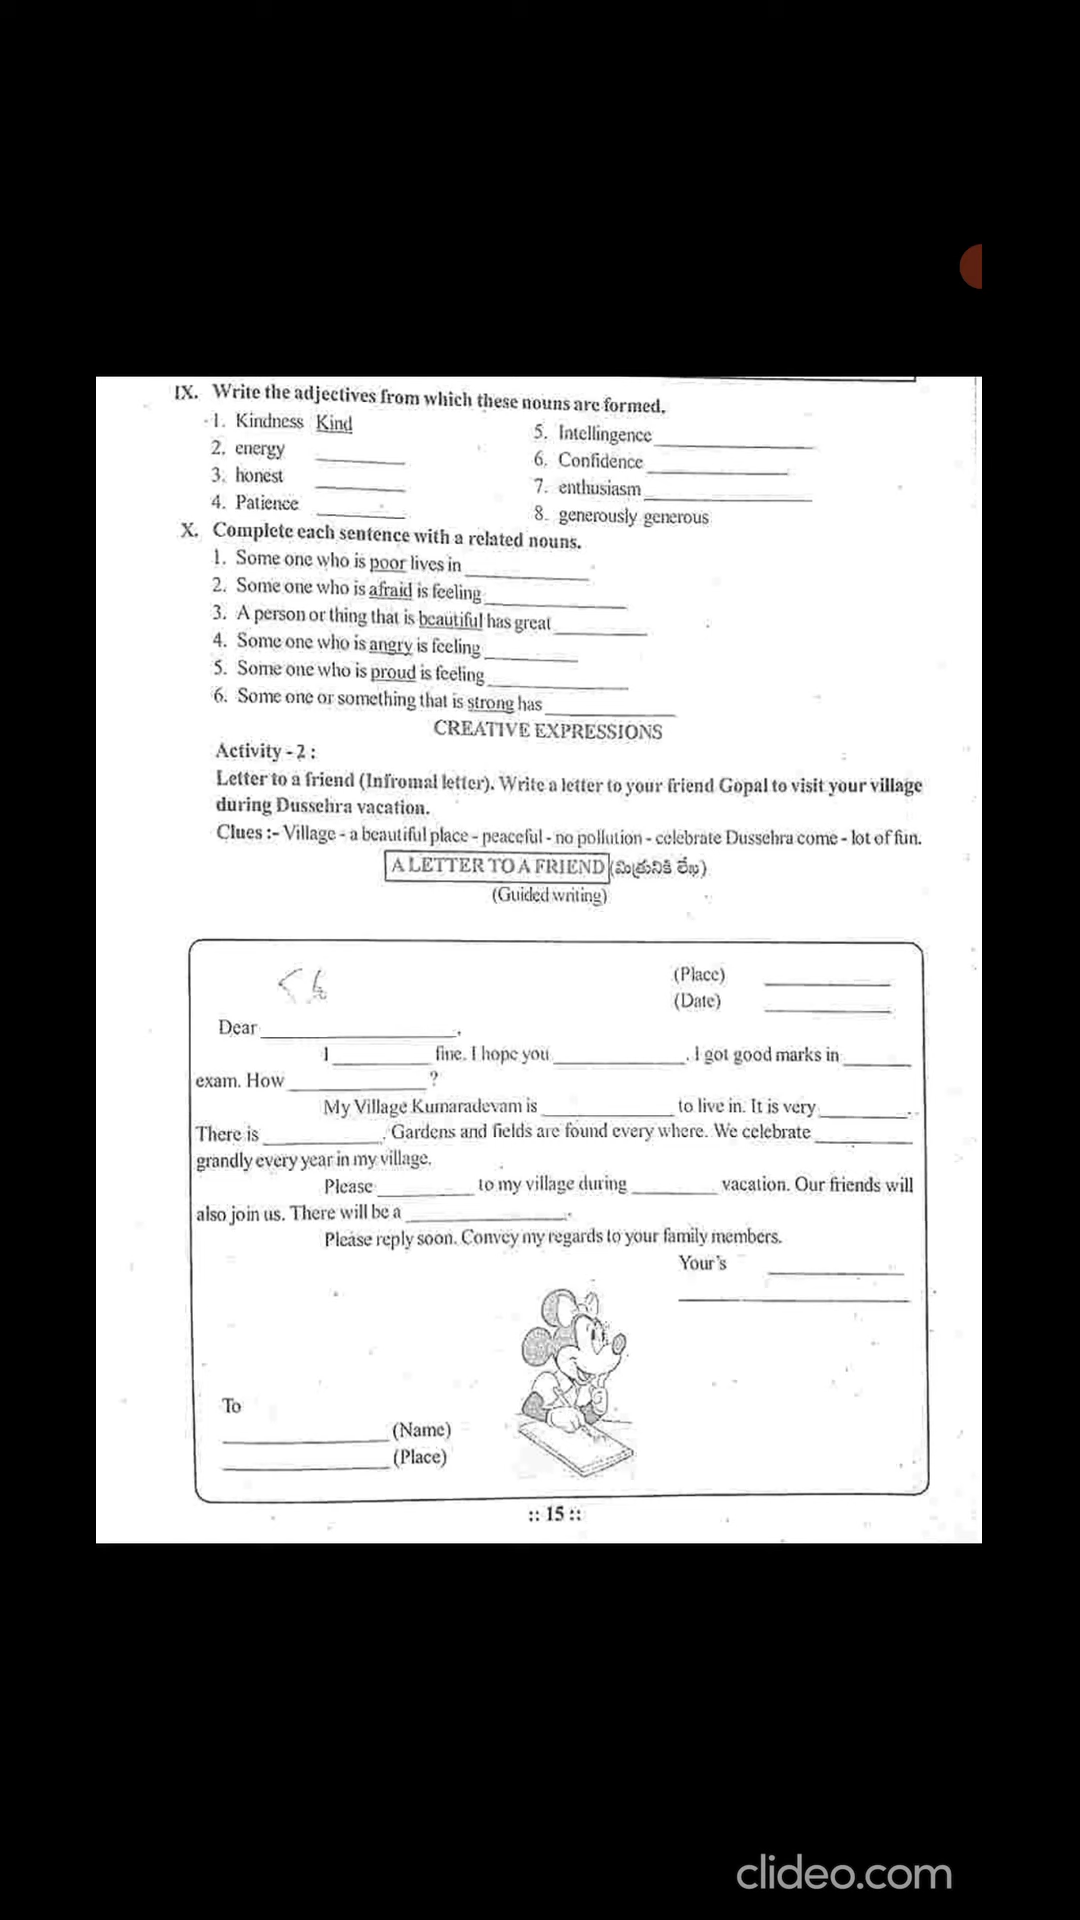 IX. Write the adjectives from which these nouns are formed.
1. Kindness Kind
5. Intellingence
2. energy
6. Confidence
3. honest
7. enthusiasm
4. Patience
8. generously generous
X. Complete each sentence with a related nouns.
1. Some one who is poor lives in
2. Some one who is afraid is feeling
3. A person or thing that is beautiful has great
4. Some one who is angry is feeling
5. Some one who is proud is feeling
6. Some one or something that is strong has
CREATIVE EXPRESSIONS
Activity - 2 :
Letter to a friend (Infromal letter). Write a letter to your friend Gopal to visit your village
during Dussehra vacation.
Clues :- Village - a beautiful place - peaceful - no pollution - celebrate Dussehra come - lot of fun.
A LETTER TO A FRIEND (మిత్రునికి లేఖ)
(Guided writing)
(Place)
(Date)
Dear ,
I fine. I hope you . I got good marks in
exam. How ?
My Village Kumaradevam is to live in. It is very .
There is . Gardens and fields are found every where. We celebrate
grandly every year in my village.
Please to my village during vacation. Our friends will
also join us. There will be a .
Please reply soon. Convey my regards to your family members.
Your's
To
(Name)
(Place)
:: 15 ::
clideo.com